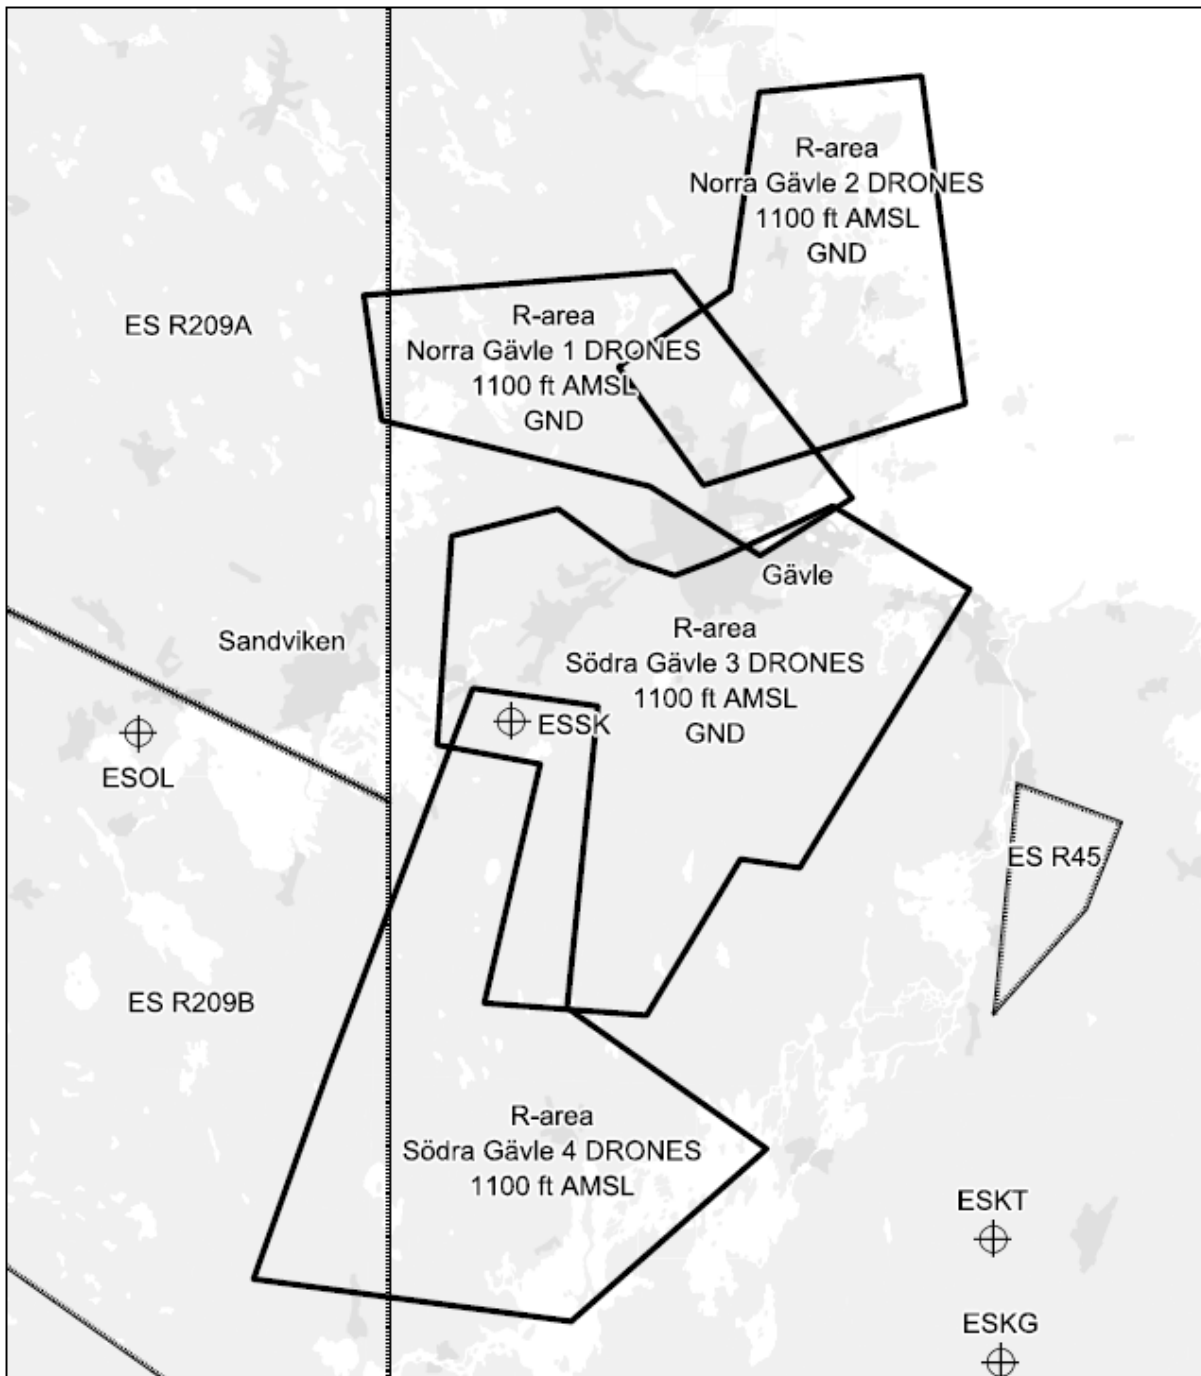 R-area
Norra Gävle 2 DRONES
1100 ft AMSL
GND
ES R209A
R-area
Norra Gävle 1 DRONES
1100 ft AMSL
GND
Gävle
Sandviken
R-area
Södra Gävle 3 DRONES
1100 ft AMSL
GND
ESSK
ESOL
ES R45
ES R209B
R-area
Södra Gävle 4 DRONES
1100 ft AMSL
ESKT
ESKG